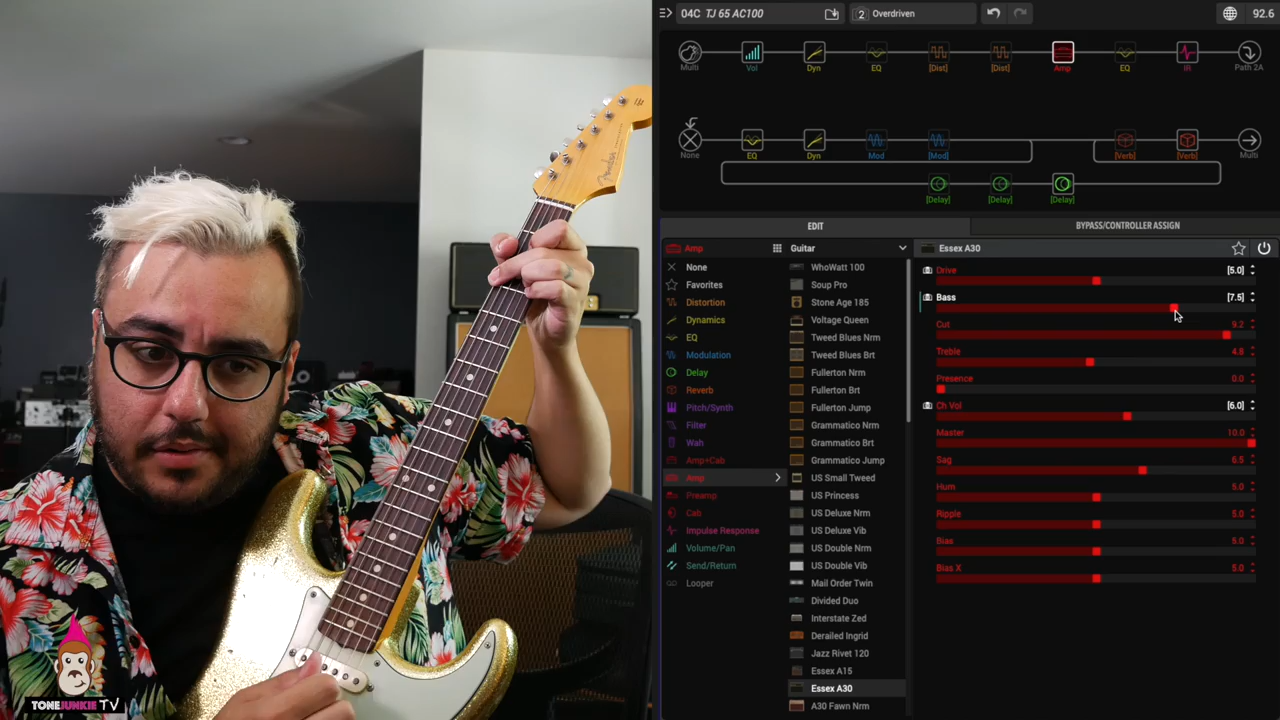 04C TJ 65 AC100
2 Overdriven
92.6
Multi
Vol
Dyn
EQ
[Dist]
[Dist]
Amp
EQ
IR
Path 2A
None
EQ
Dyn
Mod
[Mod]
[Verb]
[Verb]
Multi
[Delay]
[Delay]
[Delay]
EDIT
BYPASS/CONTROLLER ASSIGN
Amp
None
Favorites
Distortion
Dynamics
EQ
Modulation
Delay
Reverb
Pitch/Synth
Filter
Wah
Amp+Cab
Amp
Preamp
Cab
Impulse Response
Volume/Pan
Send/Return
Looper
Guitar
WhoWatt 100
Soup Pro
Stone Age 185
Voltage Queen
Tweed Blues Nrm
Tweed Blues Brt
Fullerton Nrm
Fullerton Brt
Fullerton Jump
Grammatico Nrm
Grammatico Brt
Grammatico Jump
US Small Tweed
US Princess
US Deluxe Nrm
US Deluxe Vib
US Double Nrm
US Double Vib
Mail Order Twin
Divided Duo
Interstate Zed
Derailed Ingrid
Jazz Rivet 120
Essex A15
Essex A30
A30 Fawn Nrm
Essex A30
Drive [5.0]
Bass [7.5]
Cut 9.2
Treble 4.8
Presence 0.0
Ch Vol [6.0]
Master 10.0
Sag 6.5
Hum 5.0
Ripple 5.0
Bias 5.0
Bias X 5.0
Fender
TONEJUNKIE TV